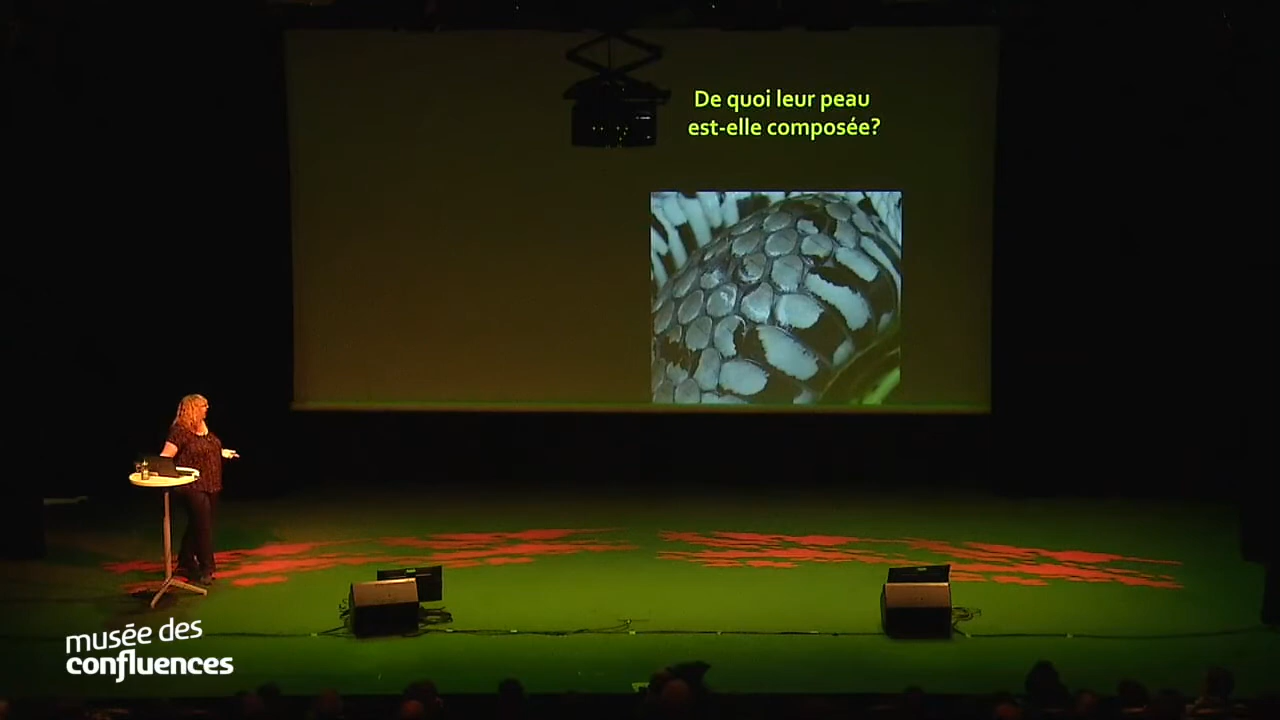 De quoi leur peau
est-elle composée?
musée des
confluences